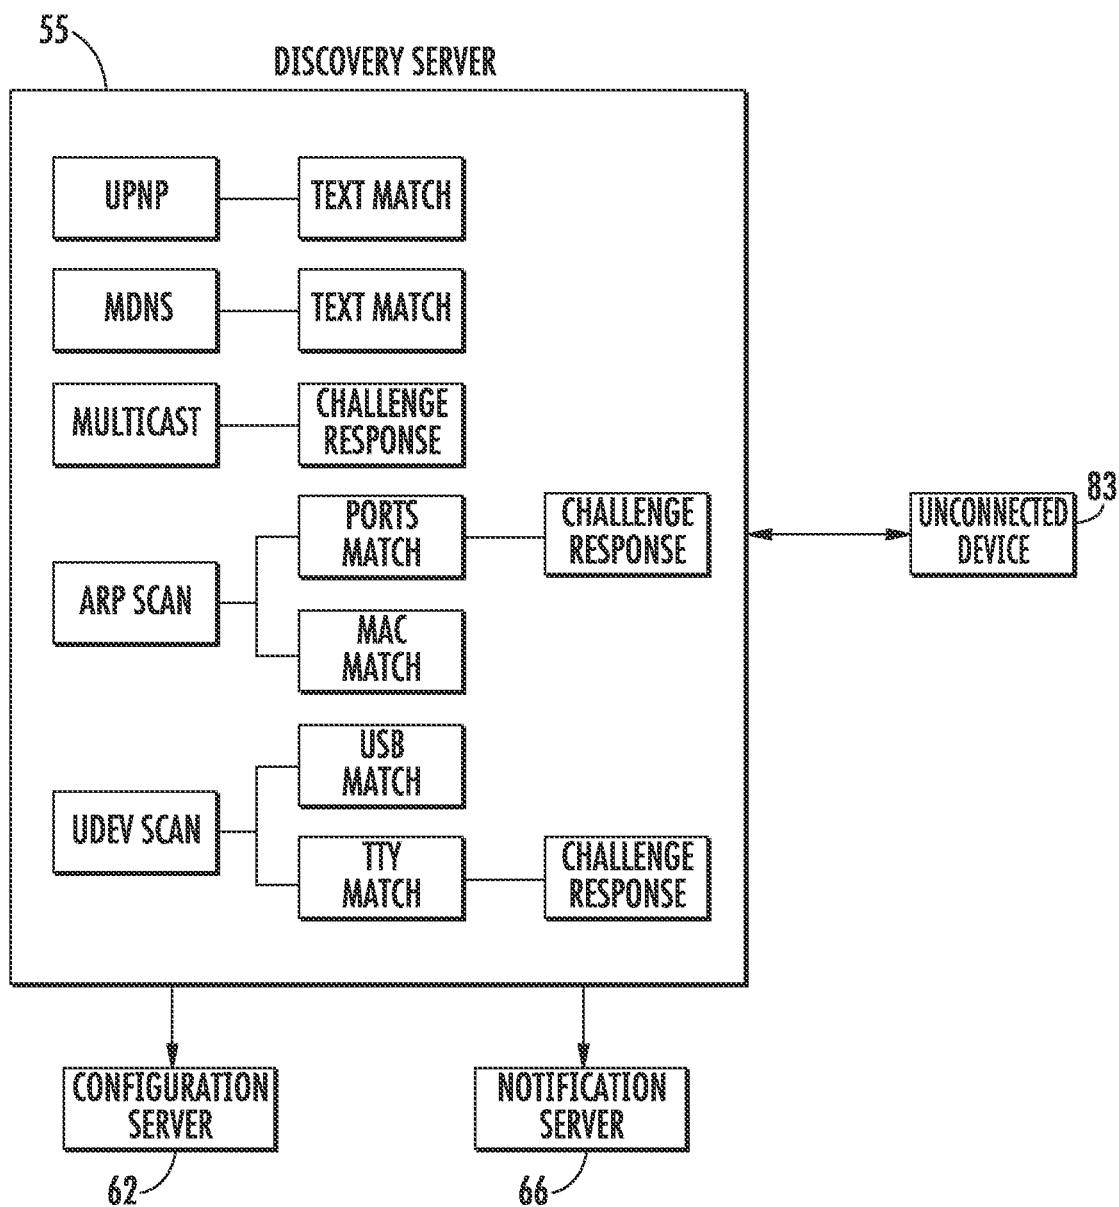 55
DISCOVERY SERVER
UPNP
TEXT MATCH
MDNS
TEXT MATCH
MULTICAST
CHALLENGE
RESPONSE
ARP SCAN
PORTS
MATCH
CHALLENGE
RESPONSE
MAC
MATCH
UDEV SCAN
USB
MATCH
TTY
MATCH
CHALLENGE
RESPONSE
UNCONNECTED
DEVICE
83
CONFIGURATION
SERVER
62
NOTIFICATION
SERVER
66